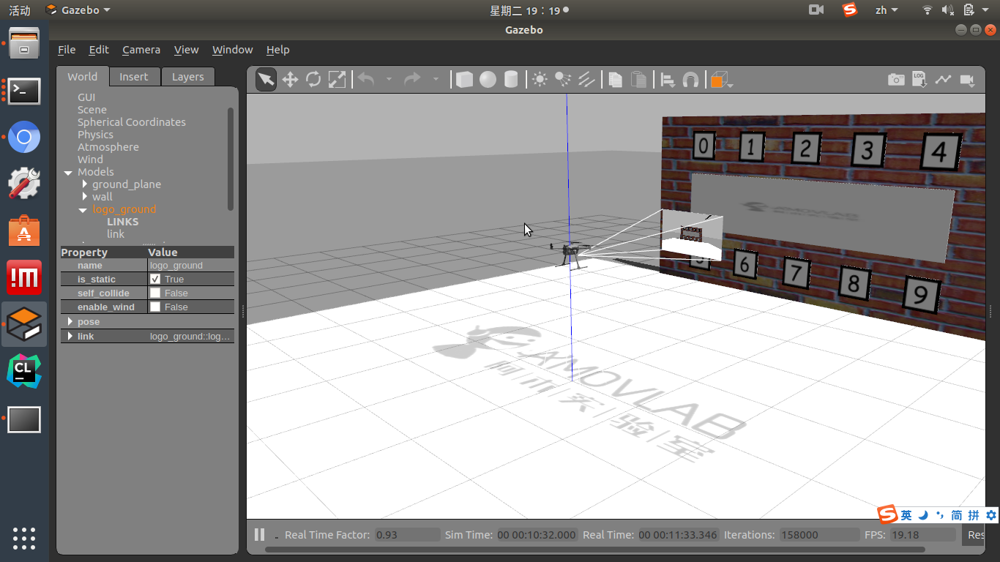 活动 Gazebo 星期二 19：19 zh
Gazebo
File Edit Camera View Window Help
World Insert Layers
GUI
Scene
Spherical Coordinates
Physics
Atmosphere
Wind
Models
ground_plane
wall
logo_ground
LINKS
link
Property Value
name logo_ground
is_static True
self_collide False
enable_wind False
pose
link logo_ground::log...
LOG
0 1 2 3 4
AMOVLAB
5 6 7 8 9
AMOVLAB
阿|木|实|验|室
CL
英 简 拼
Real Time Factor: 0.93 Sim Time: 00 00:10:32.000 Real Time: 00 00:11:33.346 Iterations: 158000 FPS: 19.18 Res